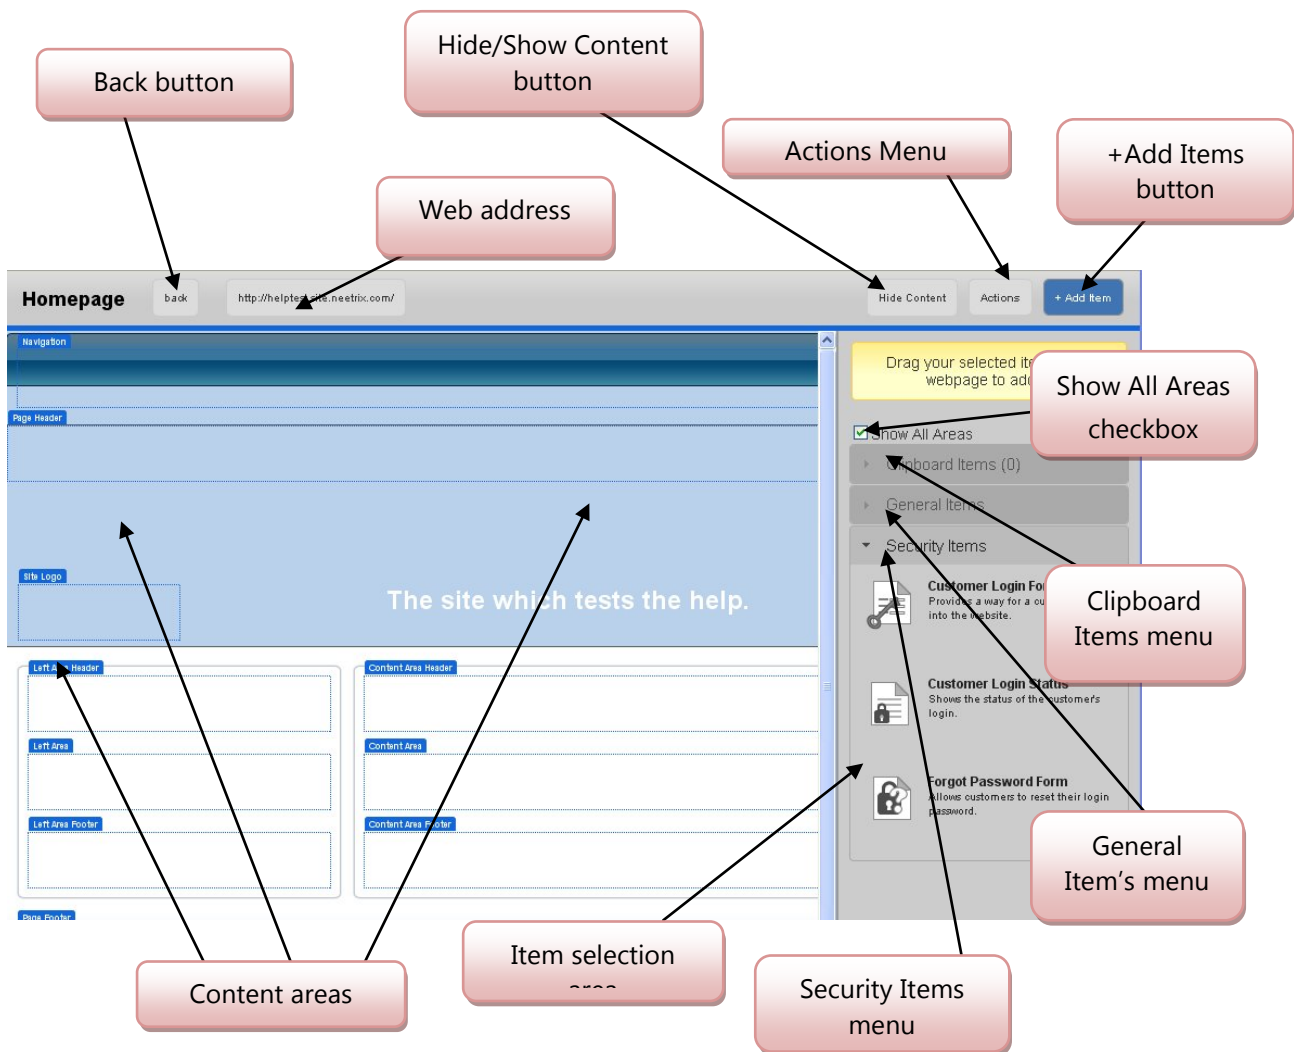 Hide/Show Content
button
Back button
Actions Menu
+Add Items
button
Web address
Homepage
back
http://helptest.site.neetrix.com/
Hide Content
Actions
+ Add Item
Navigation
Drag your selected
webpage to
Show All Areas
checkbox
Page Header
Show All Areas
Clipboard Items (0)
General Items
Security Items
Site Logo
The site which tests the help.
Customer Login
Provides a way for a
into the website.
Clipboard
Items menu
Left Area Header
Content Area Header
Customer Login Status
Shows the status of the customer's
login.
Left Area
Content Area
Forgot Password Form
Allows customers to reset their login
password.
Left Area Footer
Content Area Footer
General
Item's menu
Page Footer
Item selection
Content areas
Security Items
menu